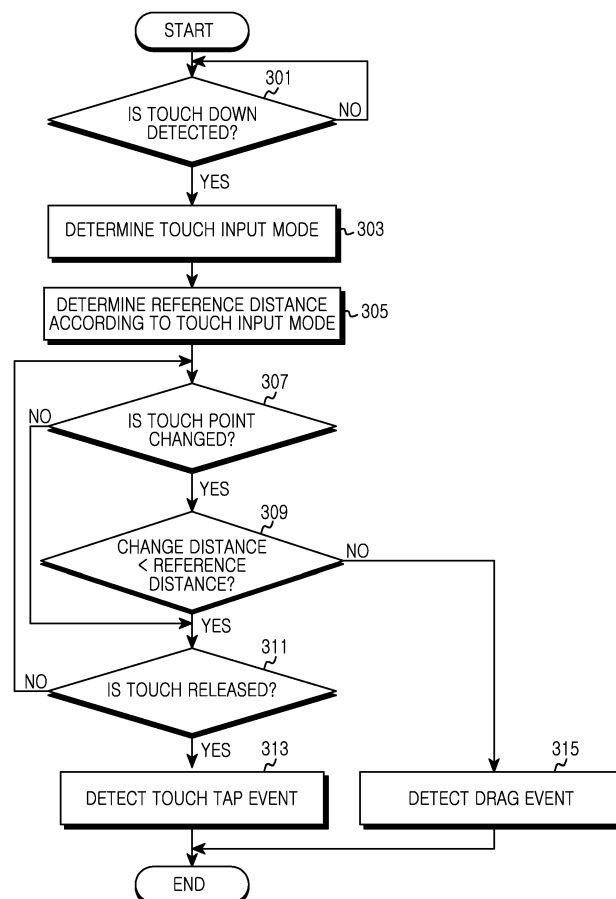 START
301
IS TOUCH DOWN
DETECTED?
NO
YES
DETERMINE TOUCH INPUT MODE
303
DETERMINE REFERENCE DISTANCE
ACCORDING TO TOUCH INPUT MODE
305
307
NO
IS TOUCH POINT
CHANGED?
YES
309
CHANGE DISTANCE
< REFERENCE
DISTANCE?
NO
YES
311
NO
IS TOUCH RELEASED?
YES
313
315
DETECT TOUCH TAP EVENT
DETECT DRAG EVENT
END